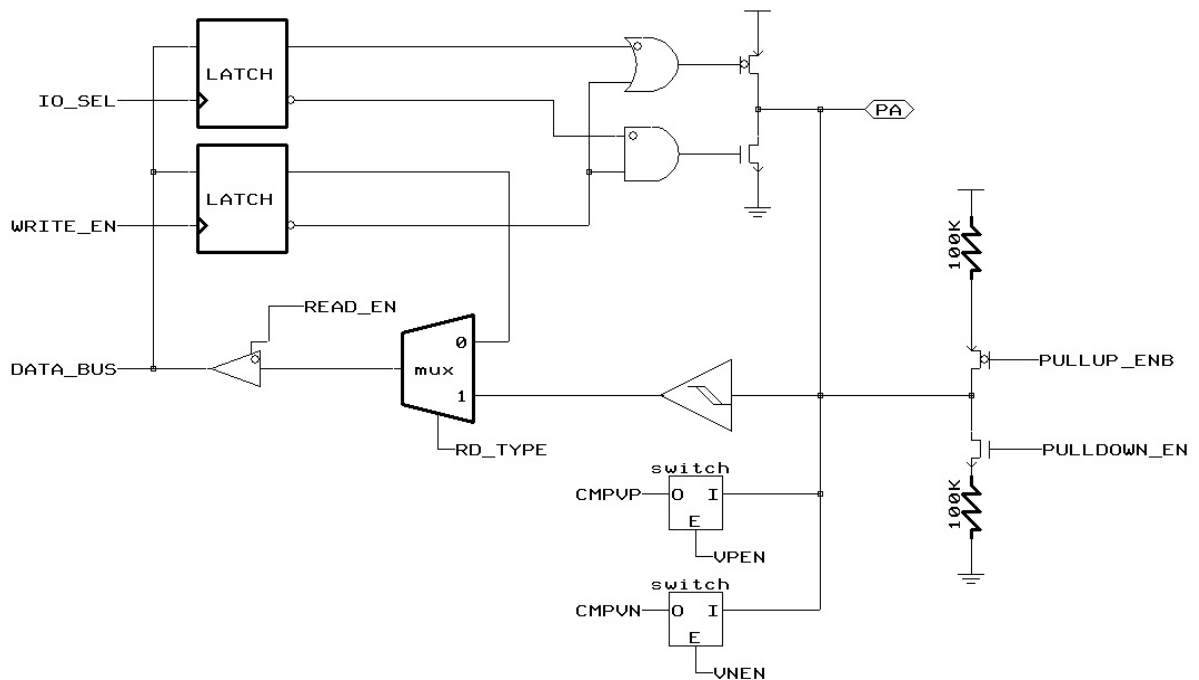 LATCH
IO_SEL
PA
LATCH
WRITE_EN
100K
READ_EN
0
DATA_BUS
mux
PULLUP_ENB
1
RD_TYPE
PULLDOWN_EN
switch
CMPVP
O I
E
100K
VPEN
switch
CMPVN
O I
E
VNEN